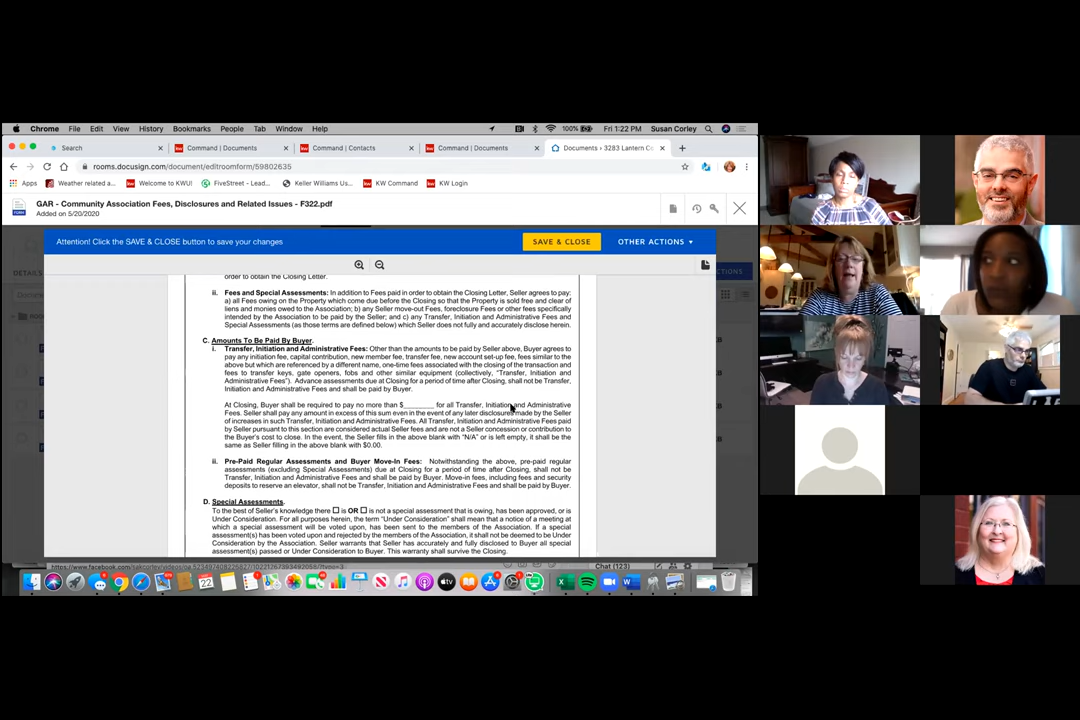 Chrome File Edit View History Bookmarks People Tab Window Help 100% Fri 1:22 PM Susan Corley
Search Command | Documents Command | Contacts Command | Documents Documents › 3283 Lantern C
rooms.docusign.com/document/editroomform/59802635
Apps Weather related a... Welcome to KWU! FiveStreet - Lead... Keller Williams Us... KW Command KW Login
GAR - Community Association Fees, Disclosures and Related Issues - F322.pdf
Added on 5/20/2020
Attention! Click the SAVE & CLOSE button to save your changes SAVE & CLOSE OTHER ACTIONS
DETAILS
order to obtain the Closing Letter.
ii. Fees and Special Assessments: In addition to Fees paid in order to obtain the Closing Letter, Seller agrees to pay:
a) all Fees owing on the Property which come due before the Closing so that the Property is sold free and clear of
liens and monies owed to the Association; b) any Seller move-out Fees, foreclosure Fees or other fees specifically
intended by the Association to be paid by the Seller; and c) any Transfer, Initiation and Administrative Fees and
Special Assessments (as those terms are defined below) which Seller does not fully and accurately disclose herein.
C. Amounts To Be Paid By Buyer.
i. Transfer, Initiation and Administrative Fees: Other than the amounts to be paid by Seller above, Buyer agrees to
pay any initiation fee, capital contribution, new member fee, transfer fee, new account set-up fee, fees similar to the
above but which are referenced by a different name, one-time fees associated with the closing of the transaction and
fees to transfer keys, gate openers, fobs and other similar equipment (collectively, "Transfer, Initiation and
Administrative Fees"). Advance assessments due at Closing for a period of time after Closing, shall not be Transfer,
Initiation and Administrative Fees and shall be paid by Buyer.
At Closing, Buyer shall be required to pay no more than $________ for all Transfer, Initiation and Administrative
Fees. Seller shall pay any amount in excess of this sum even in the event of any later disclosures made by the Seller
of increases in such Transfer, Initiation and Administrative Fees. All Transfer, Initiation and Administrative Fees paid
by Seller pursuant to this section are considered actual Seller fees and are not a Seller concession or contribution to
the Buyer's cost to close. In the event, the Seller fills in the above blank with "N/A" or is left empty, it shall be the
same as Seller filling in the above blank with $0.00.
ii. Pre-Paid Regular Assessments and Buyer Move-In Fees: Notwithstanding the above, pre-paid regular
assessments (excluding Special Assessments) due at Closing for a period of time after Closing, shall not be
Transfer, Initiation and Administrative Fees and shall be paid by Buyer. Move-in fees, including fees and security
deposits to reserve an elevator, shall not be Transfer, Initiation and Administrative Fees and shall be paid by Buyer.
D. Special Assessments.
To the best of Seller's knowledge there ☐ is OR ☐ is not a special assessment that is owing, has been approved, or is
Under Consideration. For all purposes herein, the term "Under Consideration" shall mean that a notice of a meeting at
which a special assessment will be voted upon, has been sent to the members of the Association. If a special
assessment(s) has been voted upon and rejected by the members of the Association, it shall not be deemed to be Under
Consideration by the Association. Seller warrants that Seller has accurately and fully disclosed to Buyer all special
assessment(s) passed or Under Consideration to Buyer. This warranty shall survive the Closing.
Chat (123)